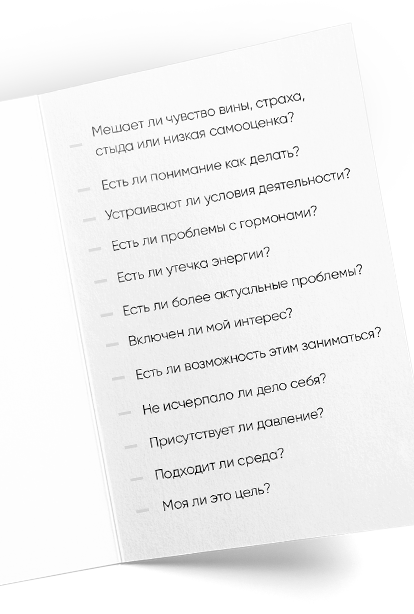 Мешает ли чувство вины, страха,
стыда или низкая самооценка?
Есть ли понимание как делать?
Устраивают ли условия деятельности?
Есть ли проблемы с гормонами?
Есть ли утечка энергии?
Есть ли более актуальные проблемы?
Включен ли мой интерес?
Есть ли возможность этим заниматься?
Не исчерпало ли дело себя?
Присутствует ли давление?
Подходит ли среда?
Моя ли это цель?